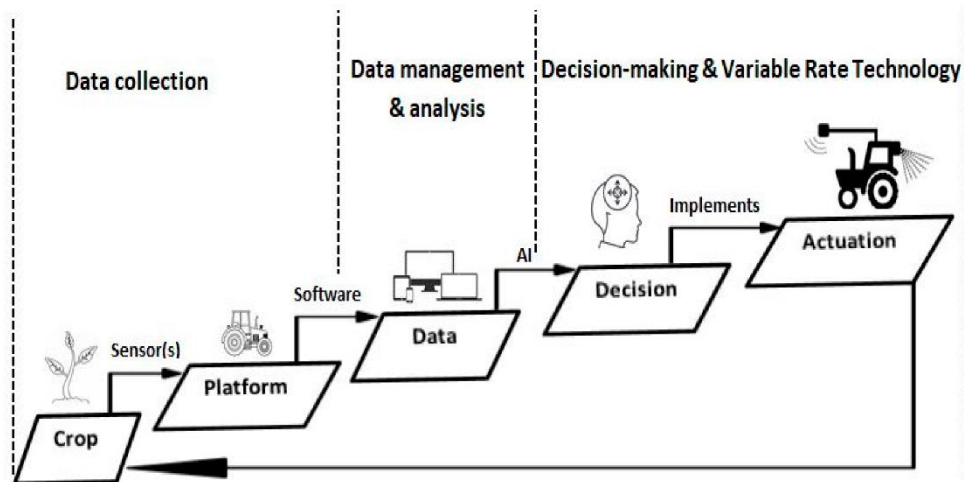 Data collection
Data management
& analysis
Decision-making & Variable Rate Technology
Implements
Actuation
AI
Decision
Software
Data
Sensor(s)
Platform
Crop